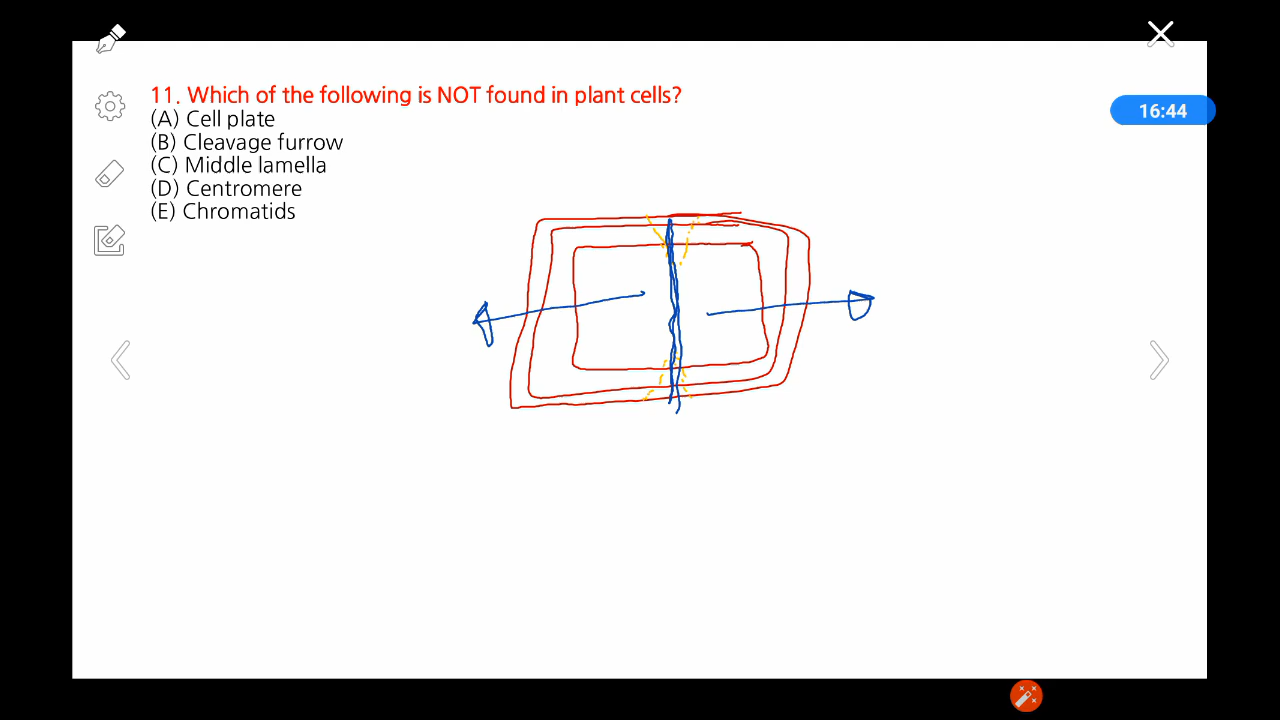 11. Which of the following is NOT found in plant cells?
(A) Cell plate
(B) Cleavage furrow
(C) Middle lamella
(D) Centromere
(E) Chromatids
16:44